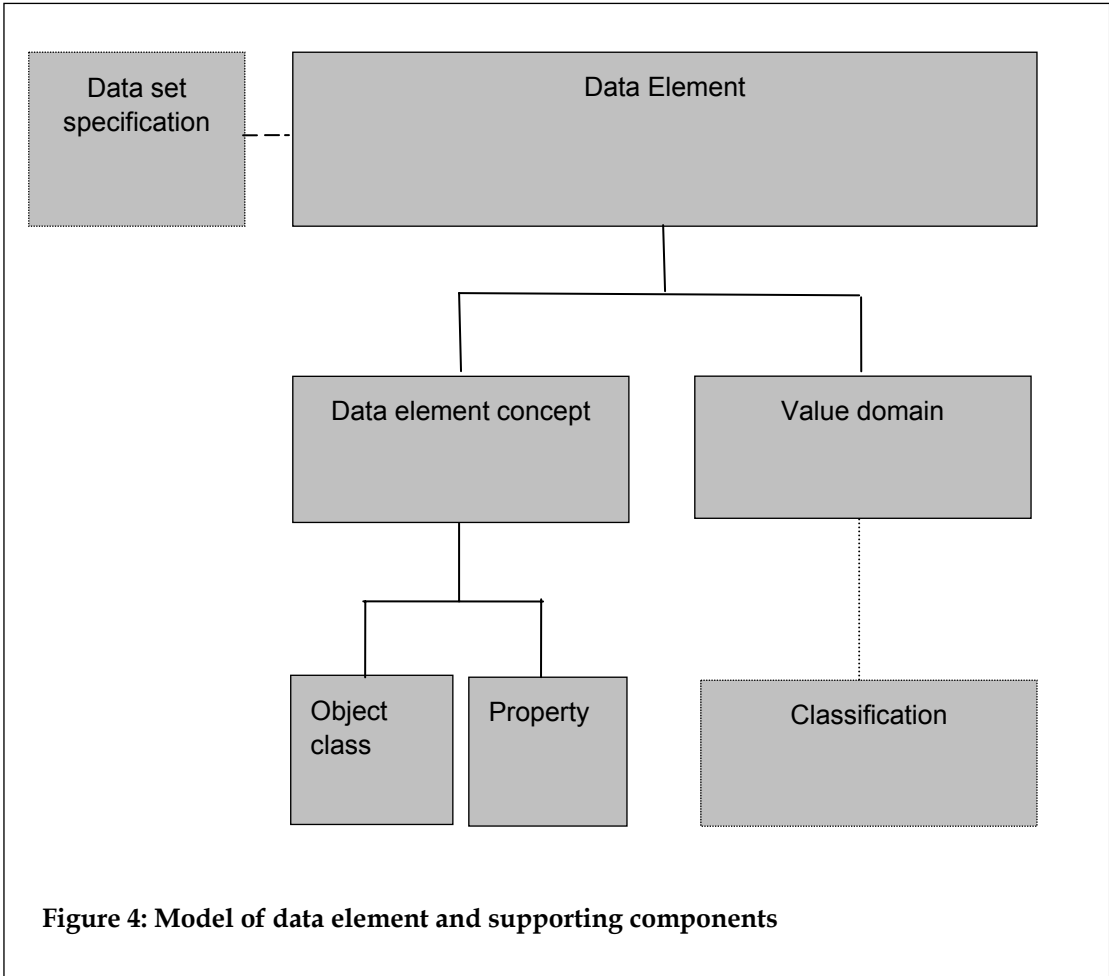 Data set
specification
Data Element
Data element concept
Value domain
Object
class
Property
Classification
Figure 4: Model of data element and supporting components